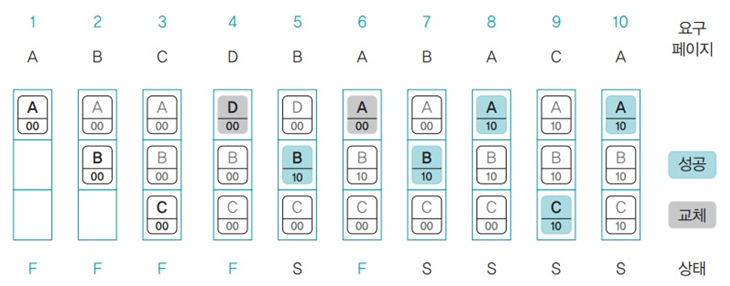 1 2 3 4 5 6 7 8 9 10 요구
A B C D B A B A C A 페이지
A A A D D A A A A A
00 00 00 00 00 00 00 10 10 10
B B B B B B B B B 성공
00 00 00 10 10 10 10 10 10
C C C C C C C C 교체
00 00 00 00 00 00 10 10
F F F F S F S S S S 상태